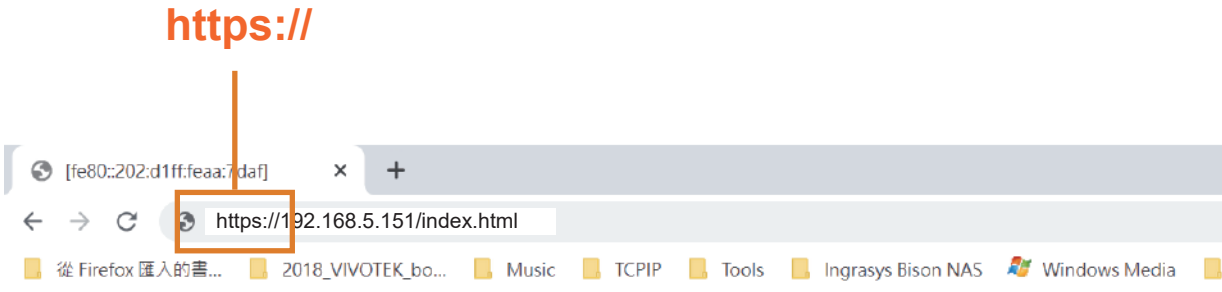 https://
[fe80::202:d1ff:feaa:7daf]
https://192.168.5.151/index.html
從 Firefox 匯入的書... 2018_VIVOTEK_bo... Music TCPIP Tools Ingrasys Bison NAS Windows Media